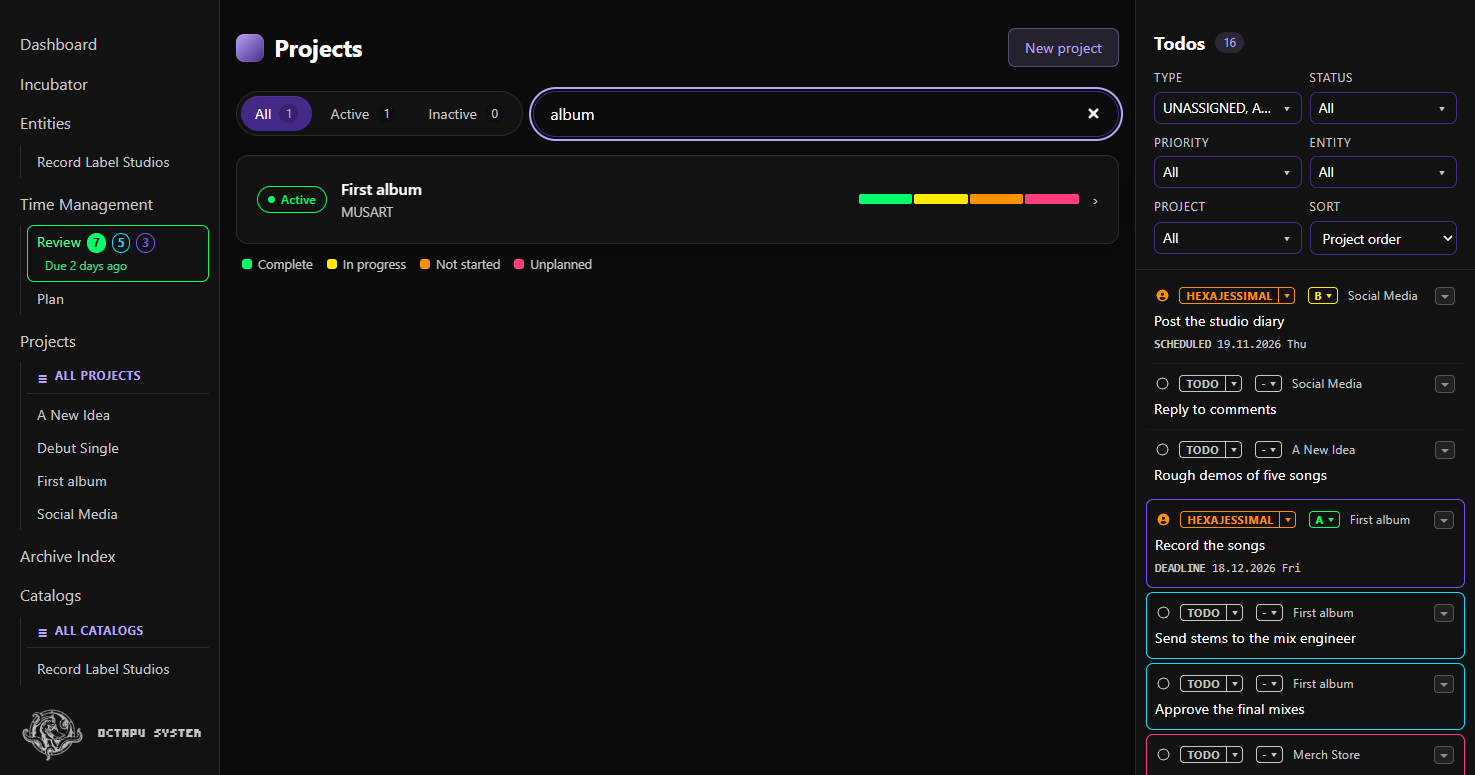 Dashboard
Incubator
Entities
Record Label Studios
Time Management
Review 7 5 3
Due 2 days ago
Plan
Projects
ALL PROJECTS
A New Idea
Debut Single
First album
Social Media
Archive Index
Catalogs
ALL CATALOGS
Record Label Studios
OCTAPU SYSTEM
Projects
New project
All 1 Active 1 Inactive 0
album
Active
First album
MUSART
Complete In progress Not started Unplanned
Todos 16
TYPE STATUS
UNASSIGNED, A... All
PRIORITY ENTITY
All All
PROJECT SORT
All Project order
HEXAJESSIMAL B Social Media
Post the studio diary
SCHEDULED 19.11.2026 Thu
TODO - Social Media
Reply to comments
TODO - A New Idea
Rough demos of five songs
HEXAJESSIMAL A First album
Record the songs
DEADLINE 18.12.2026 Fri
TODO - First album
Send stems to the mix engineer
TODO - First album
Approve the final mixes
TODO - Merch Store